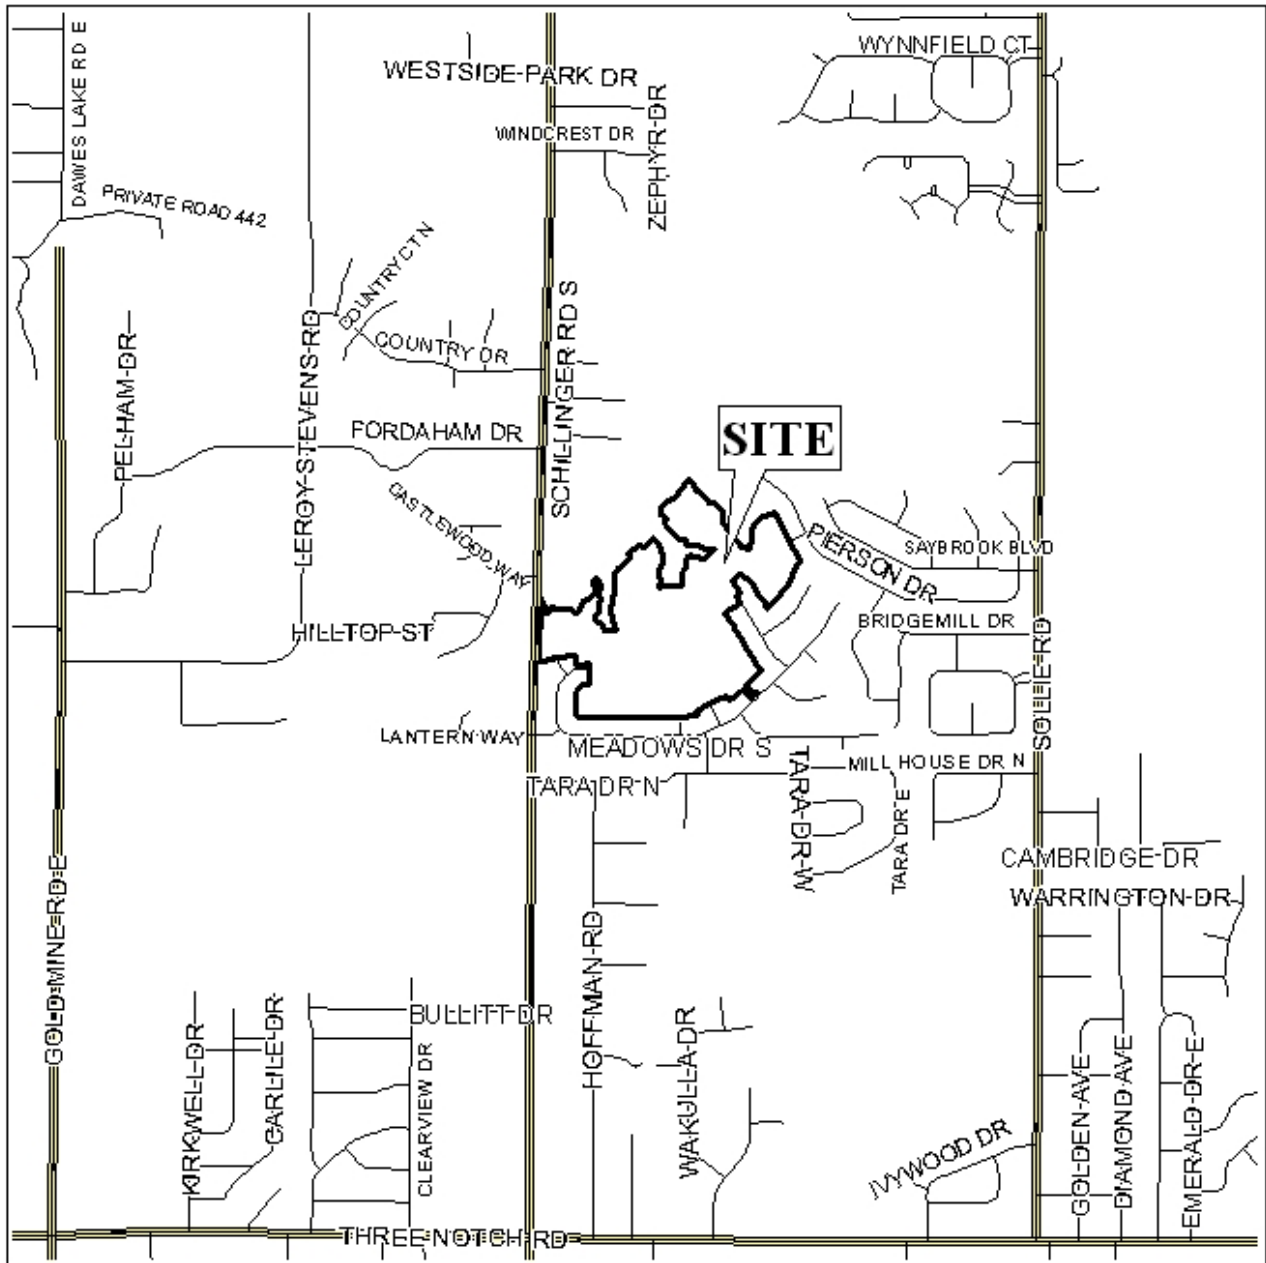 WYNNFIELD CT
DAWES LAKE RD E
WESTSIDE PARK DR
WINDCREST DR
ZEPHYR DR
PRIVATE ROAD 442
COUNTRY CT N
COUNTRY DR
SCHILLINGER RD S
LEROY STEVENS RD
PELHAM DR
FORDAHAM DR
SITE
CASTLEWOOD WAY
PIERSON DR
SAYBROOK BLVD
BRIDGEMILL DR
HILLTOP ST
SOLLIE RD
LANTERN WAY
MEADOWS DR S
MILL HOUSE DR N
TARA DR N
TARA DR W
TARA DR E
CAMBRIDGE DR
WARRINGTON DR
GOLD MINE RD E
HOFFMAN RD
BULLITT DR
KIRKWELL DR
CARLILE DR
CLEARVIEW DR
WAKULLA DR
IVYWOOD DR
GOLDEN AVE
DIAMOND AVE
EMERALD DR E
THREE NOTCH RD